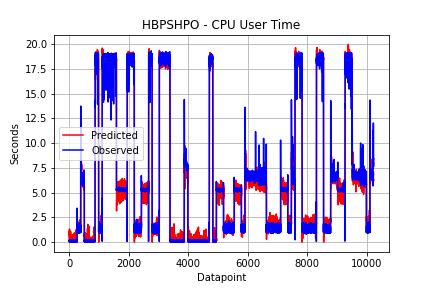 HBPSHPO - CPU User Time
20.0
17.5
15.0
12.5
10.0
7.5
5.0
2.5
0.0
Seconds
Predicted
Observed
0 2000 4000 6000 8000 10000
Datapoint